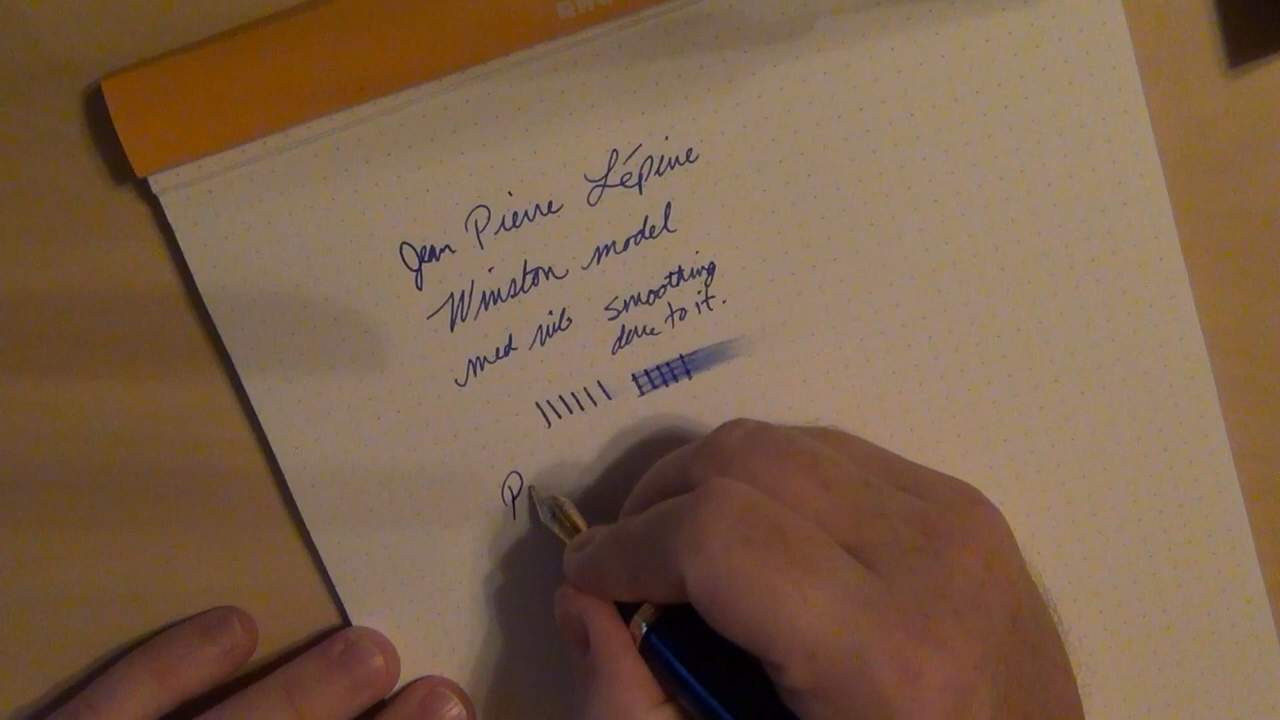 Jean Pierre Lépine
Winston model
med nib smoothing
done to it.
P